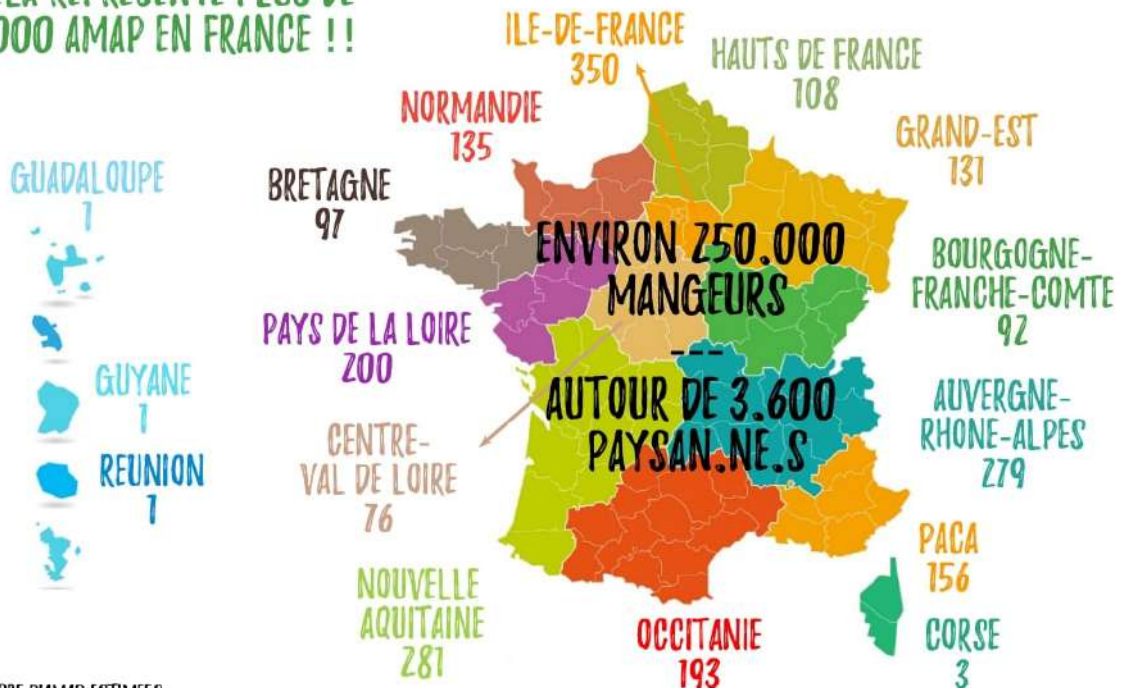 REPRESENTE PLUS DE
000 AMAP EN FRANCE !!
ILE-DE-FRANCE
350
HAUTS DE FRANCE
108
NORMANDIE
135
GRAND-EST
131
GUADALOUPE
1
BRETAGNE
97
ENVIRON 250.000
MANGEURS
---
AUTOUR DE 3.600
PAYSAN.NE.S
BOURGOGNE-
FRANCHE-COMTE
92
PAYS DE LA LOIRE
200
GUYANE
1
AUVERGNE-
RHONE-ALPES
279
CENTRE-
VAL DE LOIRE
76
REUNION
1
PACA
156
NOUVELLE
AQUITAINE
281
OCCITANIE
193
CORSE
3